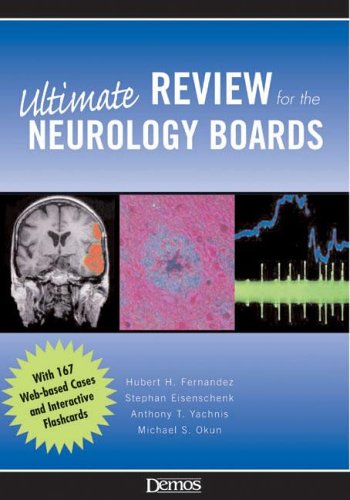 Ultimate REVIEW for the
NEUROLOGY BOARDS
With 167
Web-based Cases
and Interactive
Flashcards
Hubert H. Fernandez
Stephan Eisenschenk
Anthony T. Yachnis
Michael S. Okun
Demos